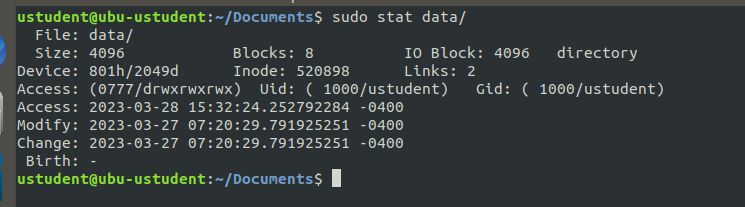 ustudent@ubu-ustudent:~/Documents$ sudo stat data/
  File: data/
  Size: 4096            Blocks: 8          IO Block: 4096   directory
Device: 801h/2049d      Inode: 520898      Links: 2
Access: (0777/drwxrwxrwx)  Uid: ( 1000/ustudent)   Gid: ( 1000/ustudent)
Access: 2023-03-28 15:32:24.252792284 -0400
Modify: 2023-03-27 07:20:29.791925251 -0400
Change: 2023-03-27 07:20:29.791925251 -0400
 Birth: -
ustudent@ubu-ustudent:~/Documents$